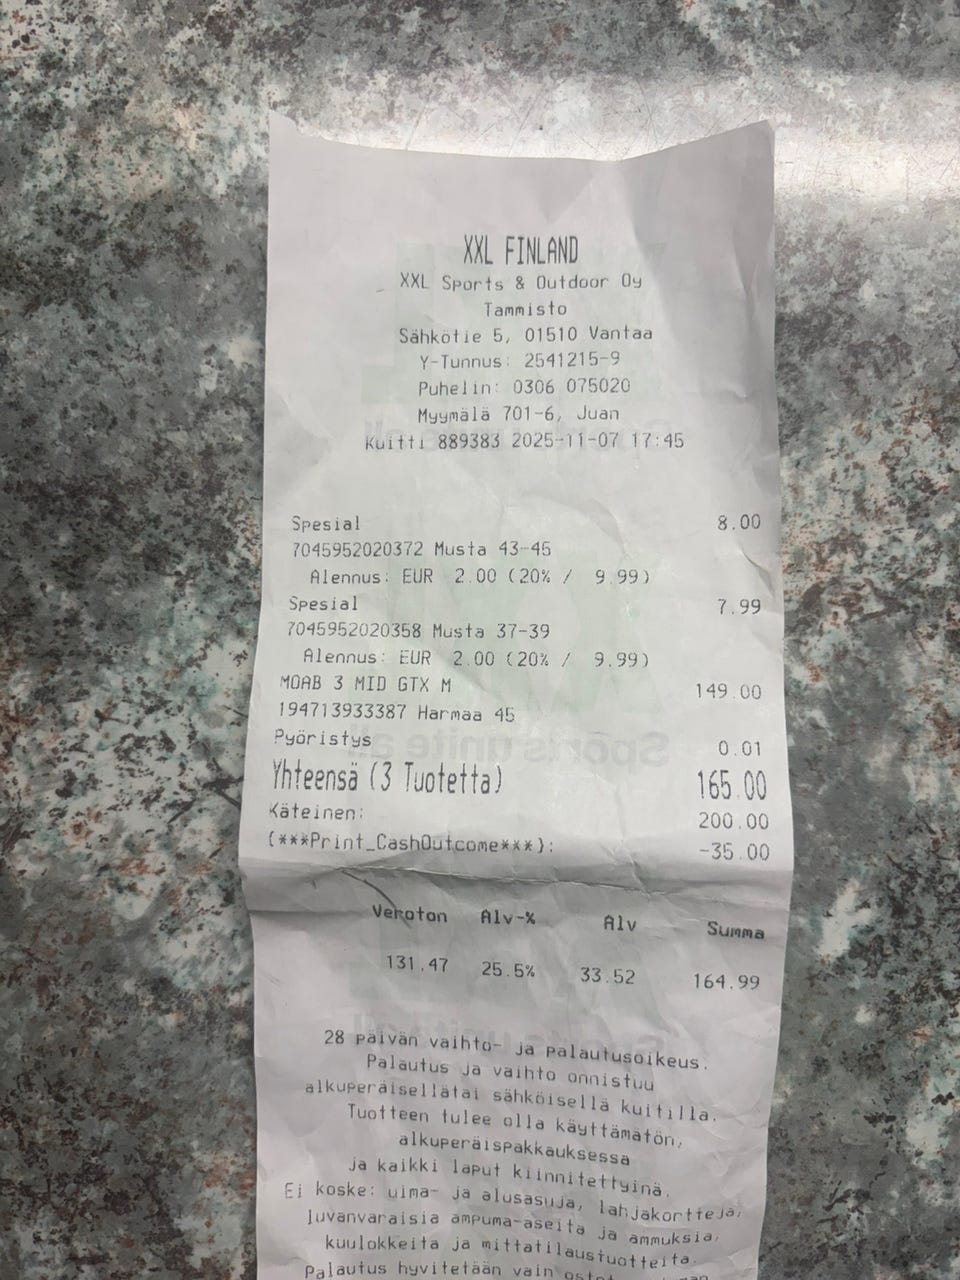 XXL FINLAND
XXL Sports & Outdoor Oy
Tammisto
Sähkötie 5, 01510 Vantaa
Y-Tunnus: 2541215-9
Puhelin: 0306 075020
Myymälä 701-6, Juan
Kuitti 889383 2025-11-07 17:45
Spesial 8.00
7045952020372 Musta 43-45
Alennus: EUR 2.00 (20% / 9.99)
Spesial 7.99
7045952020358 Musta 37-39
Alennus: EUR 2.00 (20% / 9.99)
MOAB 3 MID GTX M 149.00
194713933387 Harmaa 45
Pyöristys 0.01
Yhteensä (3 Tuotetta) 165.00
Käteinen: 200.00
{***Print_CashOutcome***}: -35.00
Veroton Alv-% Alv Summa
131.47 25.5% 33.52 164.99
28 päivän vaihto- ja palautusoikeus.
Palautus ja vaihto onnistuu
alkuperäisellätai sähköisellä kuitilla.
Tuotteen tulee olla käyttämätön,
alkuperäispakkauksessa
ja kaikki laput kiinnitettyinä.
Ei koske: uima- ja alusasuja, lahjakortteja,
luvanvaraisia ampuma-aseita ja ammuksia,
kuulokkeita ja mittatilaustuotteita.
Palautus hyvitetään vain